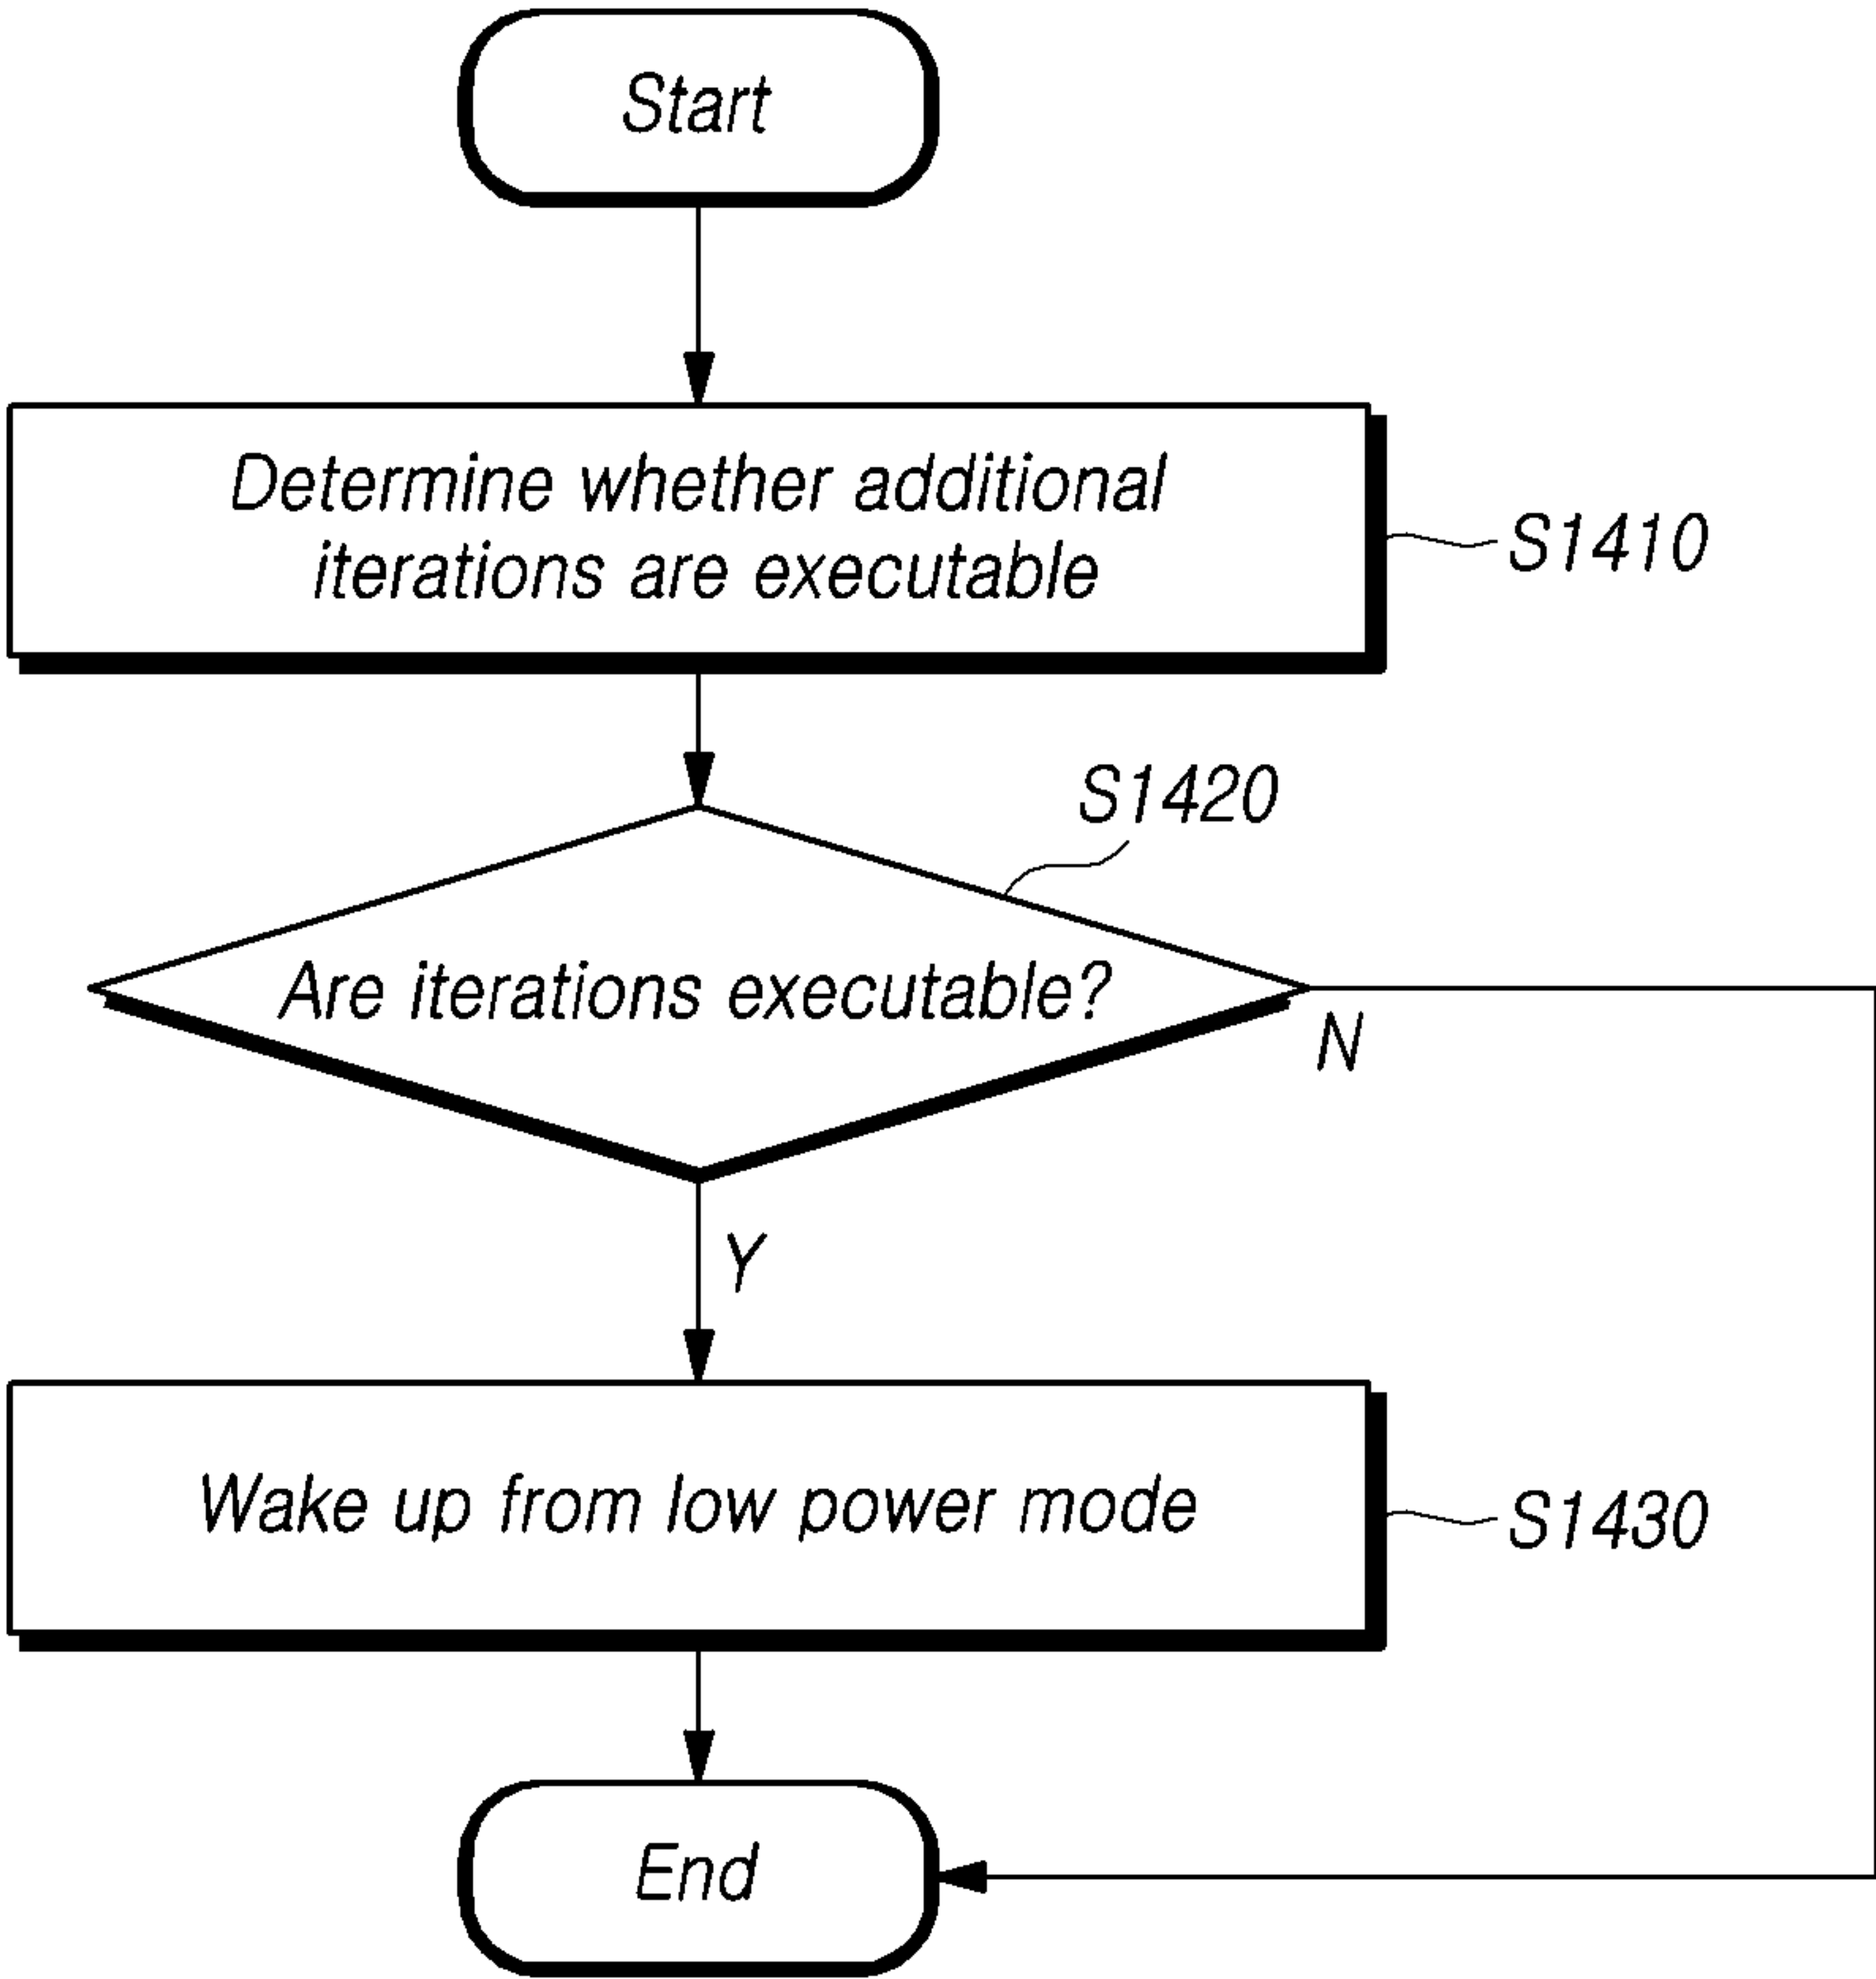 Start
Determine whether additional
iterations are executable
S1410
S1420
Are iterations executable?
N
Y
Wake up from low power mode
S1430
End